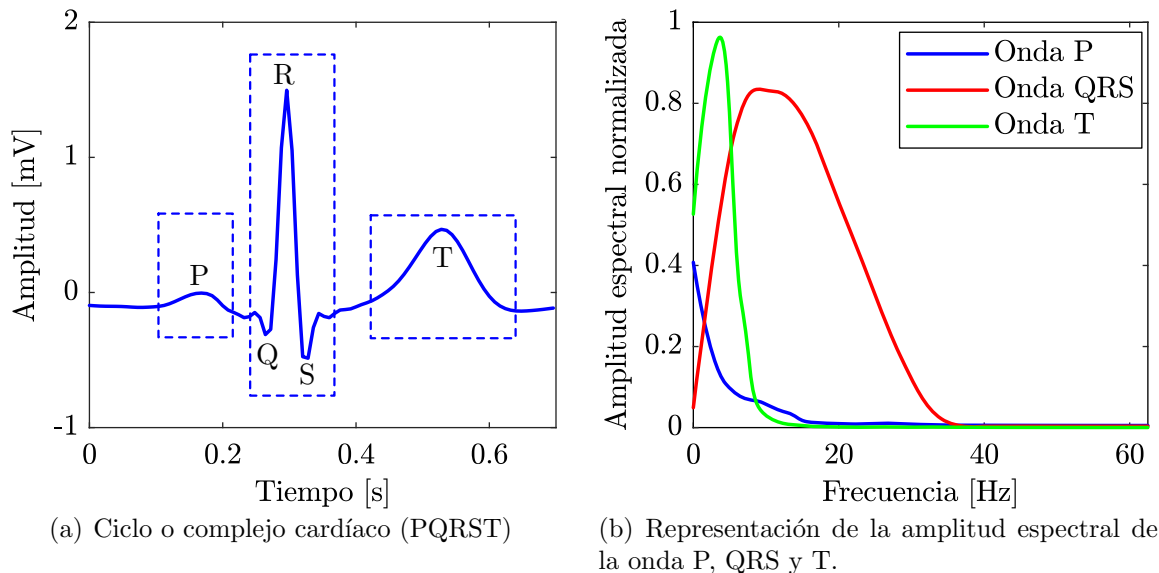 2
1
0
-1
Amplitud [mV]
P
Q
R
S
T
0
0.2
0.4
0.6
Tiempo [s]
(a) Ciclo o complejo cardíaco (PQRST)
1
0.8
0.6
0.4
0.2
0
Amplitud espectral normalizada
Onda P
Onda QRS
Onda T
0
20
40
60
Frecuencia [Hz]
(b) Representación de la amplitud espectral de
la onda P, QRS y T.